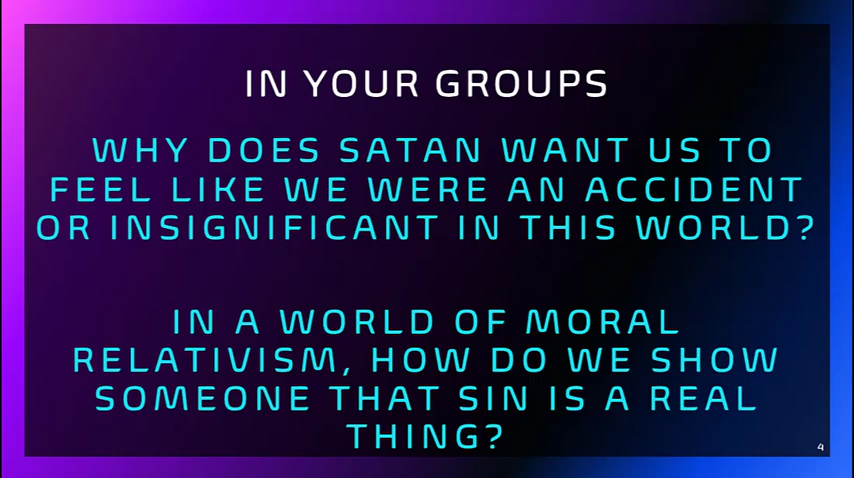 IN YOUR GROUPS
WHY DOES SATAN WANT US TO
FEEL LIKE WE WERE AN ACCIDENT
OR INSIGNIFICANT IN THIS WORLD?
IN A WORLD OF MORAL
RELATIVISM, HOW DO WE SHOW
SOMEONE THAT SIN IS A REAL
THING?
4